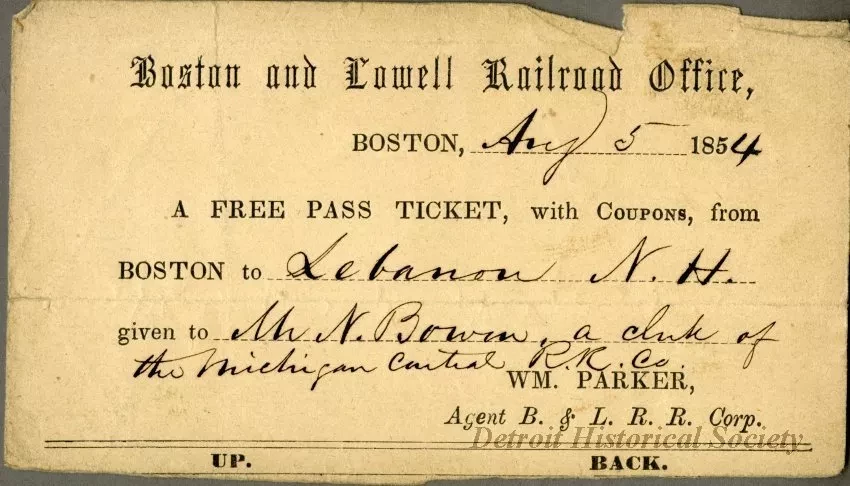 Boston and Lowell Railroad Office,
BOSTON, Aug 5 1854
A FREE PASS TICKET, with COUPONS, from
BOSTON to Lebanon N. H.
given to Mr N. Bowen, a clerk of
the Michigan Central R.R. Co.
WM. PARKER,
Agent B. & L. R. R. Corp.
Detroit Historical Society
UP. BACK.